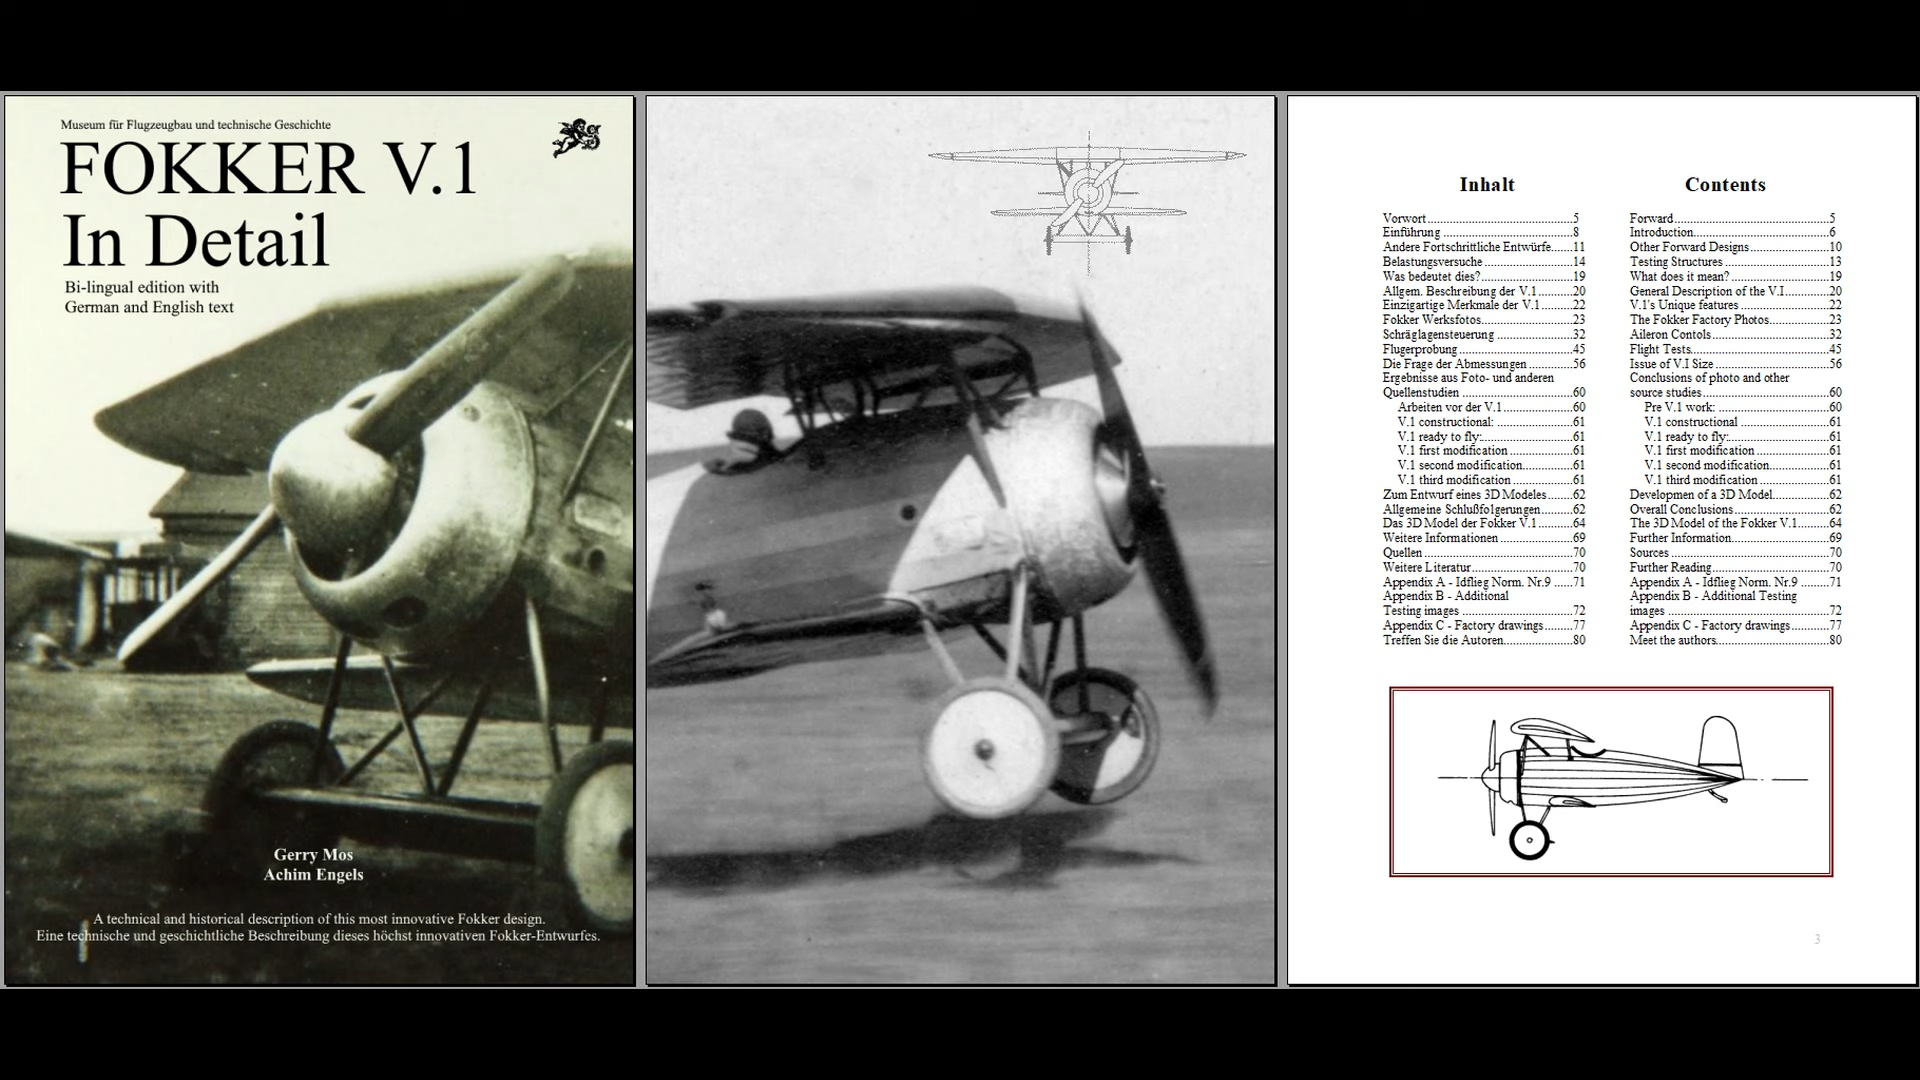 Museum für Flugzeugbau und technische Geschichte
FOKKER V.1
In Detail
Bi-lingual edition with
German and English text
Gerry Mos
Achim Engels
A technical and historical description of this most innovative Fokker design.
Eine technische und geschichtliche Beschreibung dieses höchst innovativen Fokker-Entwurfes.
Inhalt
Vorwort.....5
Einführung.....8
Andere Fortschrittliche Entwürfe.....11
Belastungsversuche.....14
Was bedeutet dies?.....19
Allgem. Beschreibung der V.1.....20
Einzigartige Merkmale der V.1.....22
Fokker Werksfotos.....23
Schräglagensteuerung.....32
Flugerprobung.....45
Die Frage der Abmessungen.....56
Ergebnisse aus Foto- und anderen
Quellenstudien.....60
Arbeiten vor der V.1.....60
V.1 constructional:.....61
V.1 ready to fly:.....61
V.1 first modification.....61
V.1 second modification.....61
V.1 third modification.....61
Zum Entwurf eines 3D Modeles.....62
Allgemeine Schlußfolgerungen.....62
Das 3D Model der Fokker V.1.....64
Weitere Informationen.....69
Quellen.....70
Weitere Literatur.....70
Appendix A - Idflieg Norm. Nr.9.....71
Appendix B - Additional
Testing images.....72
Appendix C - Factory drawings.....77
Treffen Sie die Autoren.....80
Contents
Forward.....5
Introduction.....6
Other Forward Designs.....10
Testing Structures.....13
What does it mean?.....19
General Description of the V.I.....20
V.1's Unique features.....22
The Fokker Factory Photos.....23
Aileron Contols.....32
Flight Tests.....45
Issue of V.I Size.....56
Conclusions of photo and other
source studies.....60
Pre V.1 work:.....60
V.1 constructional.....61
V.1 ready to fly:.....61
V.1 first modification.....61
V.1 second modification.....61
V.1 third modification.....61
Developmen of a 3D Model.....62
Overall Conclusions.....62
The 3D Model of the Fokker V.1.....64
Further Information.....69
Sources.....70
Further Reading.....70
Appendix A - Idflieg Norm. Nr.9.....71
Appendix B - Additional Testing
images.....72
Appendix C - Factory drawings.....77
Meet the authors.....80
3